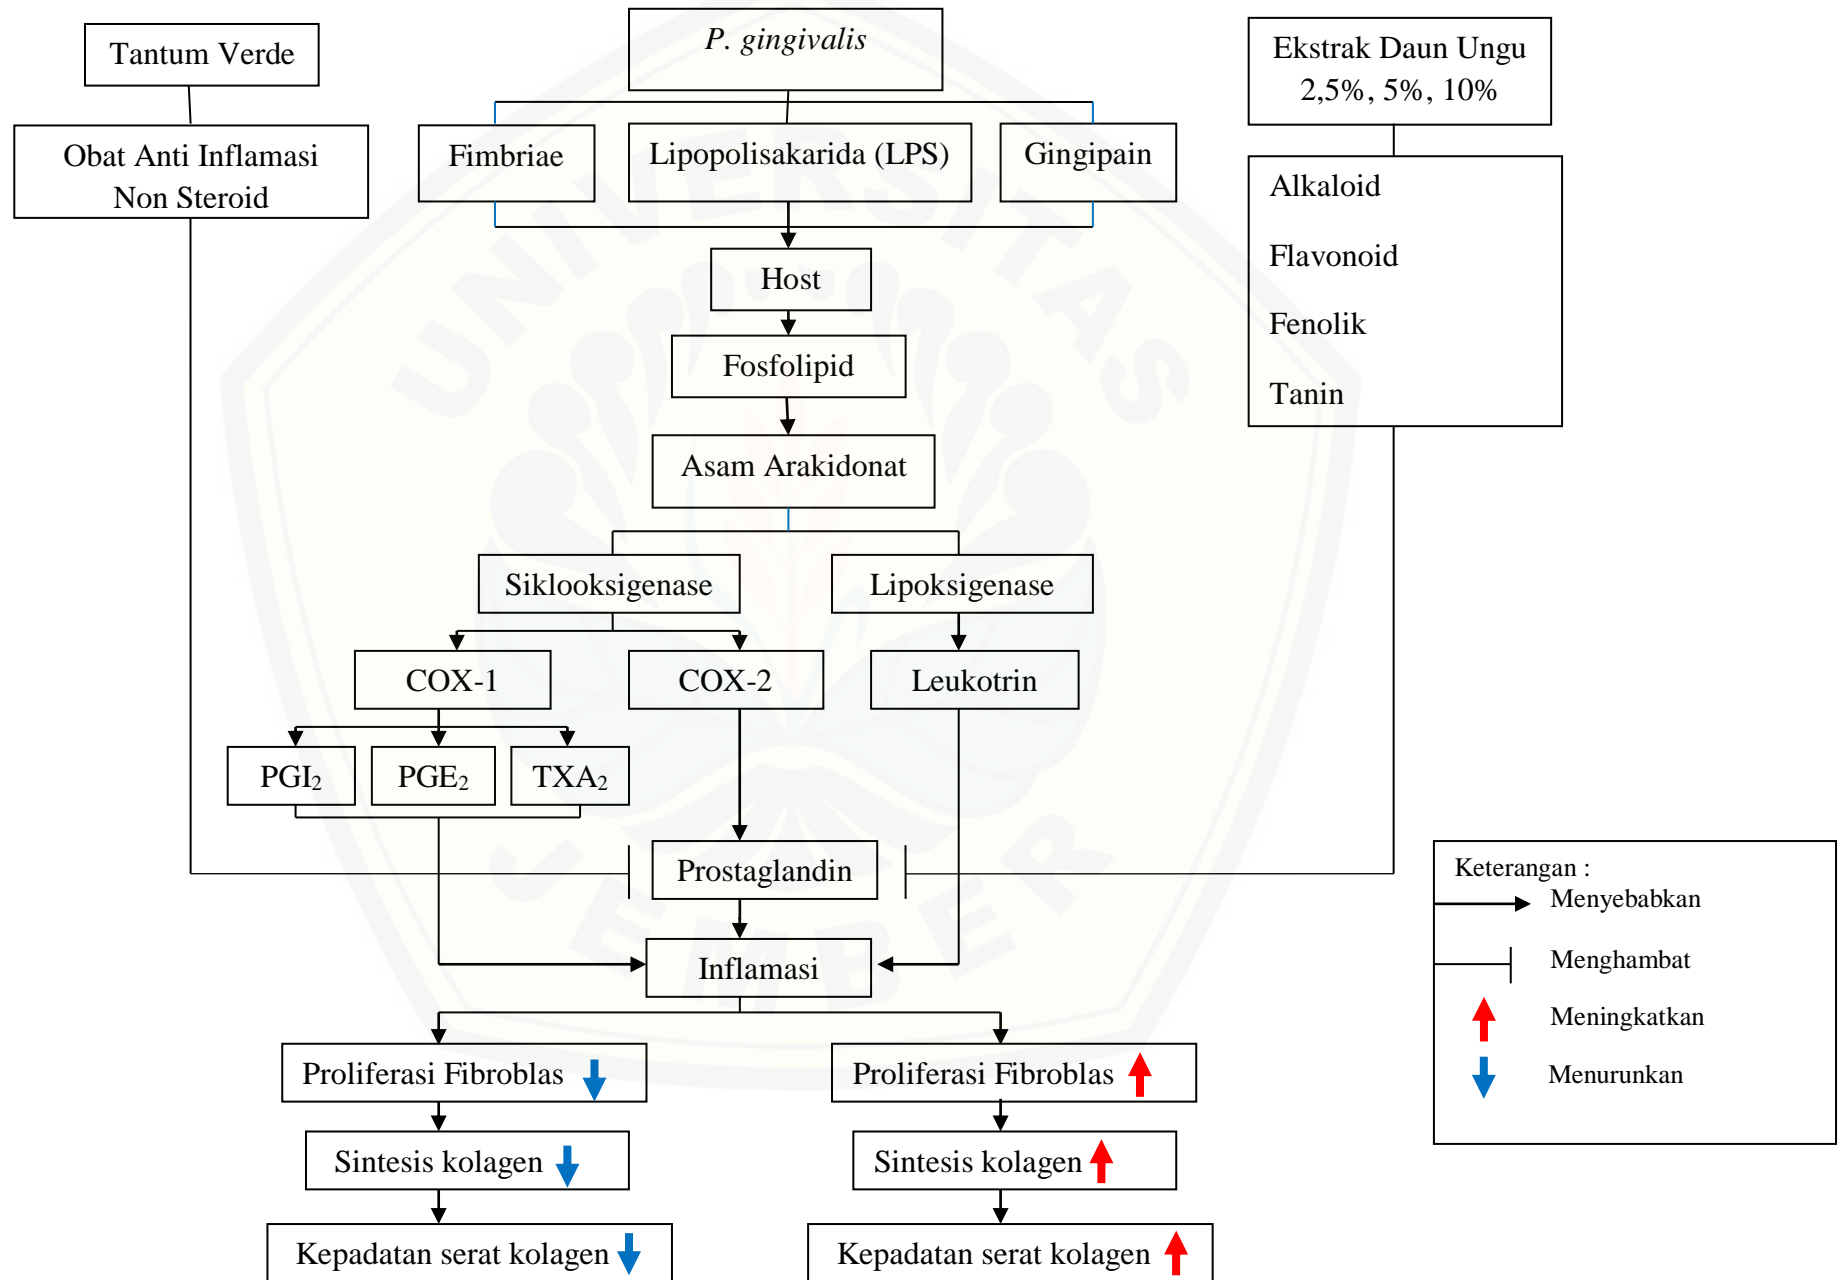 Tantum Verde
P. gingivalis
Ekstrak Daun Ungu
2,5%, 5%, 10%
Obat Anti Inflamasi
Non Steroid
Fimbriae
Lipopolisakarida (LPS)
Gingipain
Alkaloid
Flavonoid
Fenolik
Tanin
Host
Fosfolipid
Asam Arakidonat
Siklooksigenase
Lipoksigenase
COX-1
COX-2
Leukotrin
PGI₂
PGE₂
TXA₂
Prostaglandin
Inflamasi
Proliferasi Fibroblas
Proliferasi Fibroblas
Sintesis kolagen
Sintesis kolagen
Kepadatan serat kolagen
Kepadatan serat kolagen
Keterangan :
Menyebabkan
Menghambat
Meningkatkan
Menurunkan
UNIVERSITAS
JEMBER